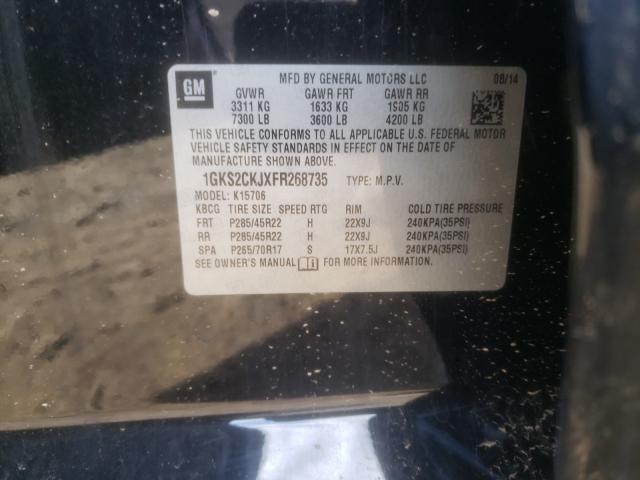 GM
MFD BY GENERAL MOTORS LLC 08/14
GVWR GAWR FRT GAWR RR
3311 KG 1633 KG 1905 KG
7300 LB 3600 LB 4200 LB
THIS VEHICLE CONFORMS TO ALL APPLICABLE U.S. FEDERAL MOTOR
VEHICLE SAFETY STANDARDS IN EFFECT ON THE DATE OF
MANUFACTURE SHOWN ABOVE.
1GKS2CKJXFR268735 TYPE: M.P.V.
MODEL: K15706
KBCG TIRE SIZE SPEED RTG RIM COLD TIRE PRESSURE
FRT P285/45R22 H 22X9J 240KPA(35PSI)
RR P285/45R22 H 22X9J 240KPA(35PSI)
SPA P265/70R17 S 17X7.5J 240KPA(35PSI)
SEE OWNER'S MANUAL FOR MORE INFORMATION.